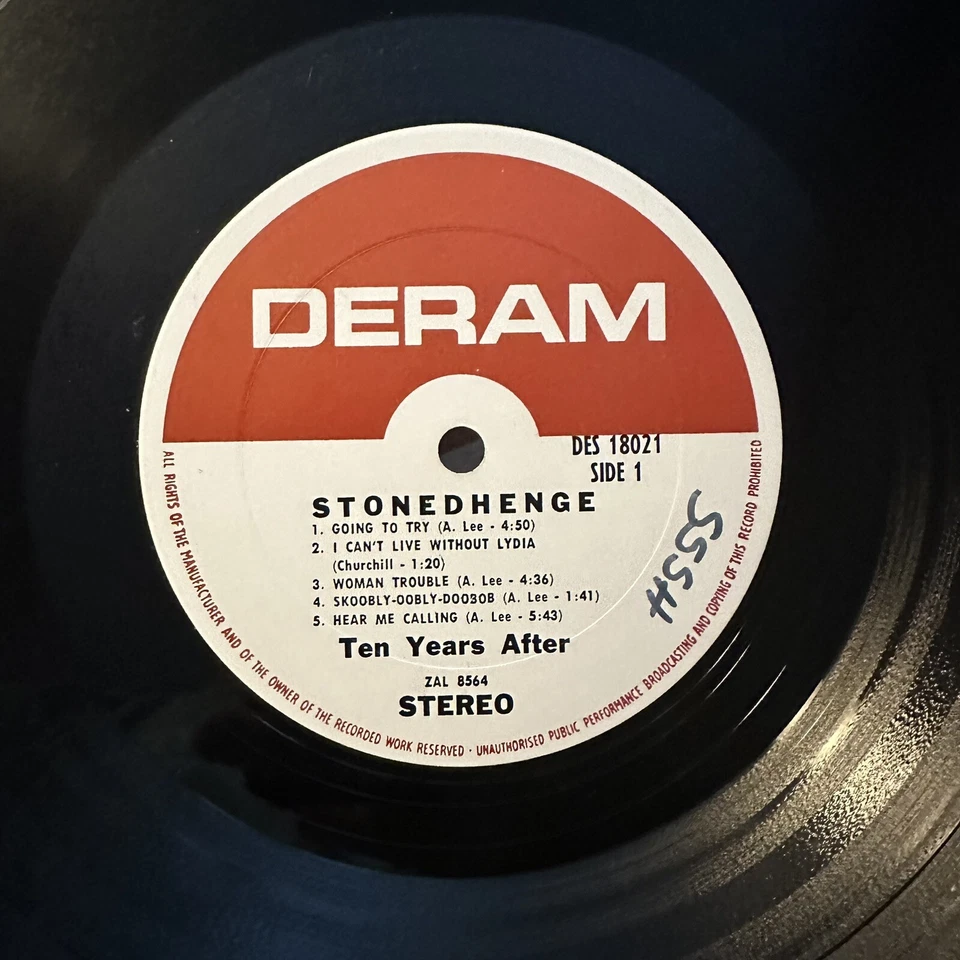 DERAM
DES 18021
SIDE 1
STONEDHENGE
1. GOING TO TRY (A. Lee - 4:50)
2. I CAN'T LIVE WITHOUT LYDIA
(Churchill - 1:20)
3. WOMAN TROUBLE (A. Lee - 4:36)
4. SKOOBLY-OOBLY-DOOBOB (A. Lee - 1:41)
5. HEAR ME CALLING (A. Lee - 5:43)
Ten Years After
ZAL 8564
STEREO
ALL RIGHTS OF THE MANUFACTURER AND OF THE OWNER OF THE RECORDED WORK RESERVED · UNAUTHORISED PUBLIC PERFORMANCE BROADCASTING AND COPYING OF THIS RECORD PROHIBITED